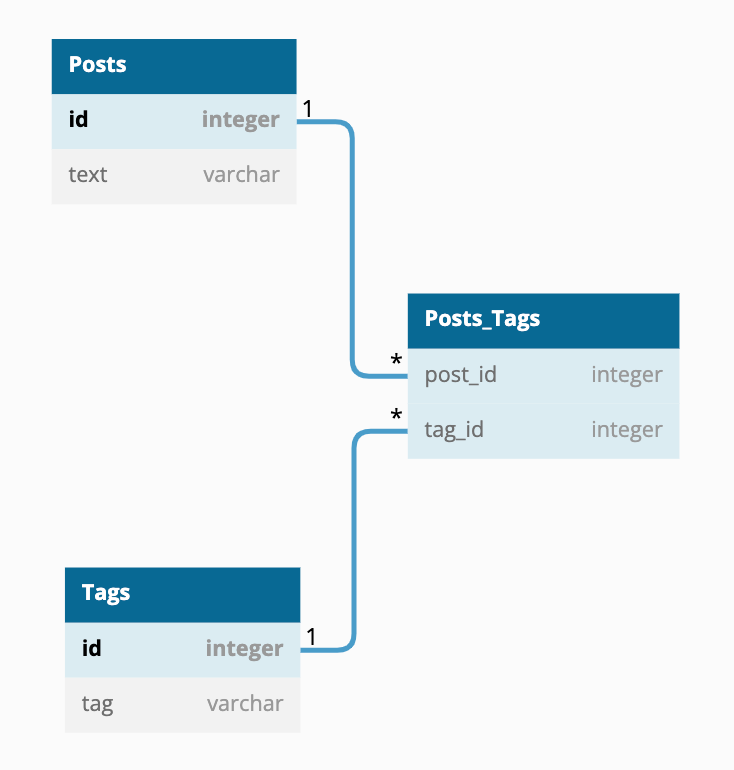 Posts
id integer
text varchar
1
Posts_Tags
* post_id integer
* tag_id integer
Tags
id integer
tag varchar
1